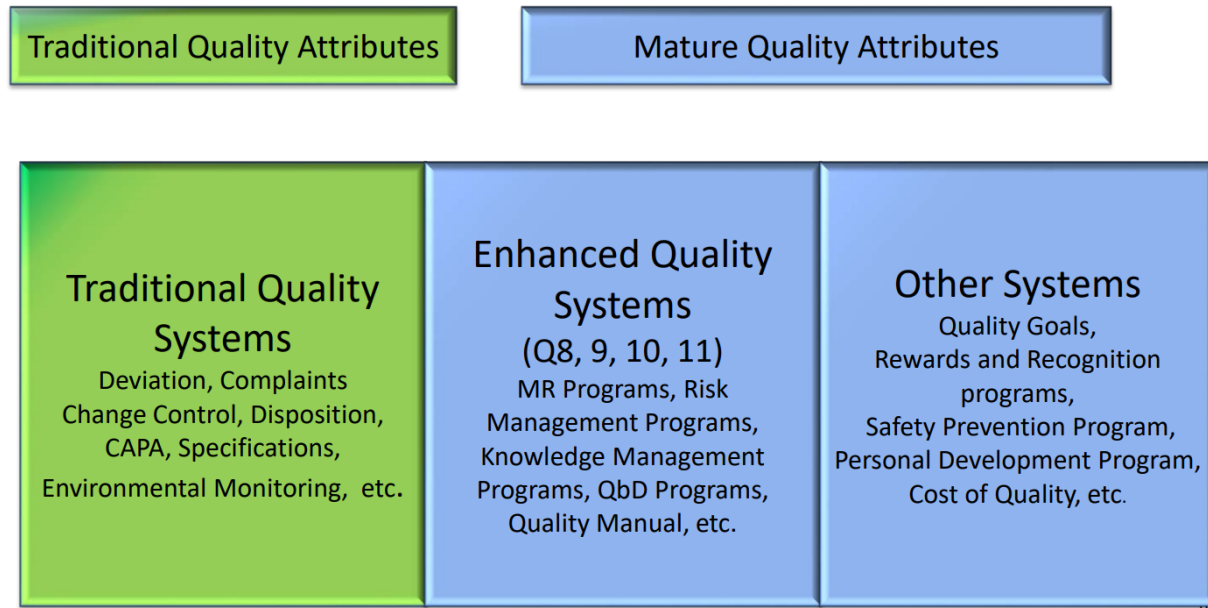 Traditional Quality Attributes
Mature Quality Attributes
Traditional Quality
Systems
Deviation, Complaints
Change Control, Disposition,
CAPA, Specifications,
Environmental Monitoring, etc.
Enhanced Quality
Systems
(Q8, 9, 10, 11)
MR Programs, Risk
Management Programs,
Knowledge Management
Programs, QbD Programs,
Quality Manual, etc.
Other Systems
Quality Goals,
Rewards and Recognition
programs,
Safety Prevention Program,
Personal Development Program,
Cost of Quality, etc.